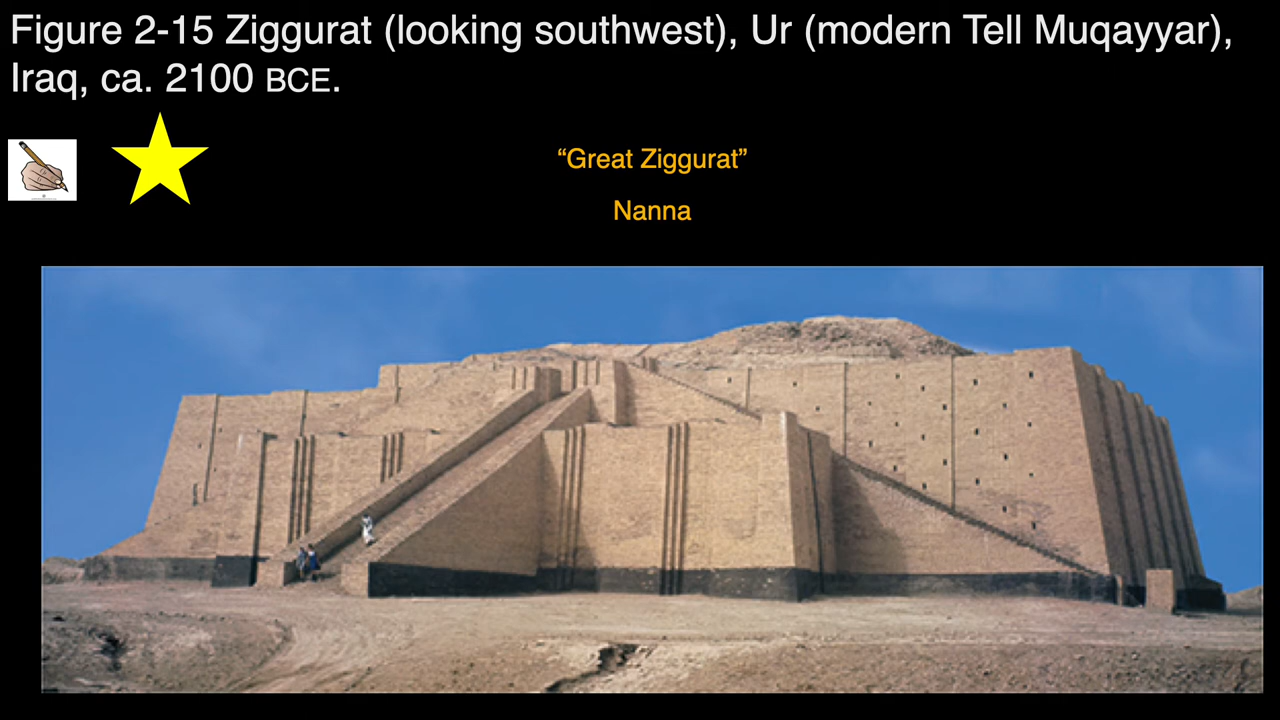 Figure 2-15 Ziggurat (looking southwest), Ur (modern Tell Muqayyar),
Iraq, ca. 2100 BCE.
“Great Ziggurat”
Nanna